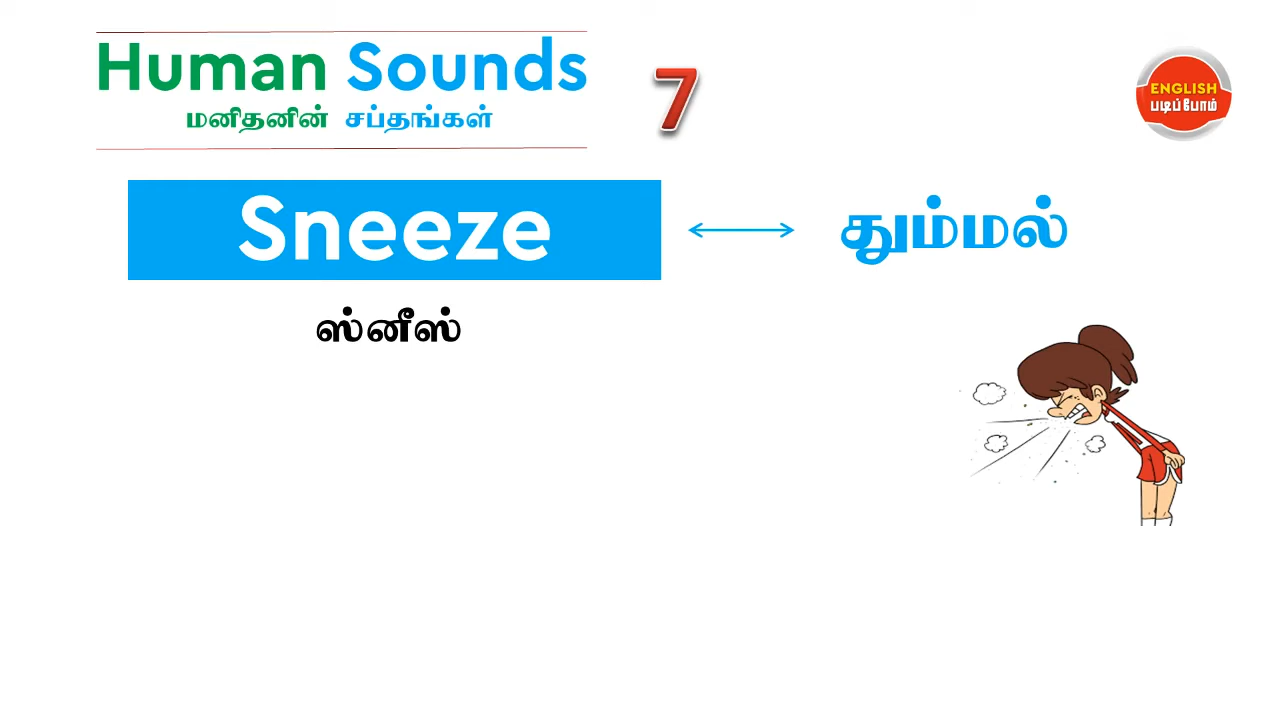 Human Sounds
மனிதனின் சப்தங்கள்
7
ENGLISH
படிப்போம்
Sneeze
தும்மல்
ஸ்னீஸ்